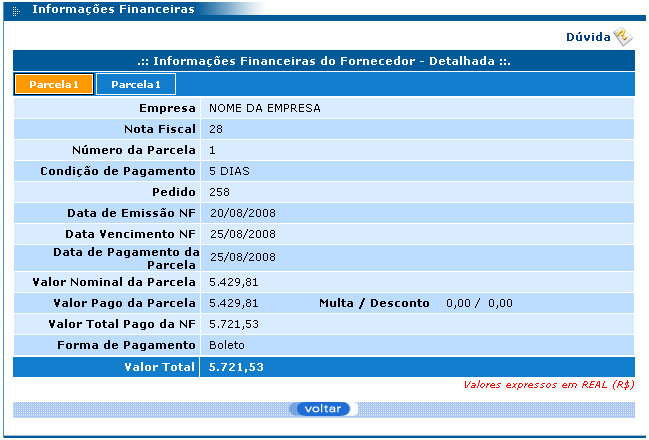 Informações Financeiras
Dúvida
.:: Informações Financeiras do Fornecedor - Detalhada ::.
Parcela1 Parcela1
Empresa NOME DA EMPRESA
Nota Fiscal 28
Número da Parcela 1
Condição de Pagamento 5 DIAS
Pedido 258
Data de Emissão NF 20/08/2008
Data Vencimento NF 25/08/2008
Data de Pagamento da
Parcela 25/08/2008
Valor Nominal da Parcela 5.429,81
Valor Pago da Parcela 5.429,81 Multa / Desconto 0,00 / 0,00
Valor Total Pago da NF 5.721,53
Forma de Pagamento Boleto
Valor Total 5.721,53
Valores expressos em REAL (R$)
voltar